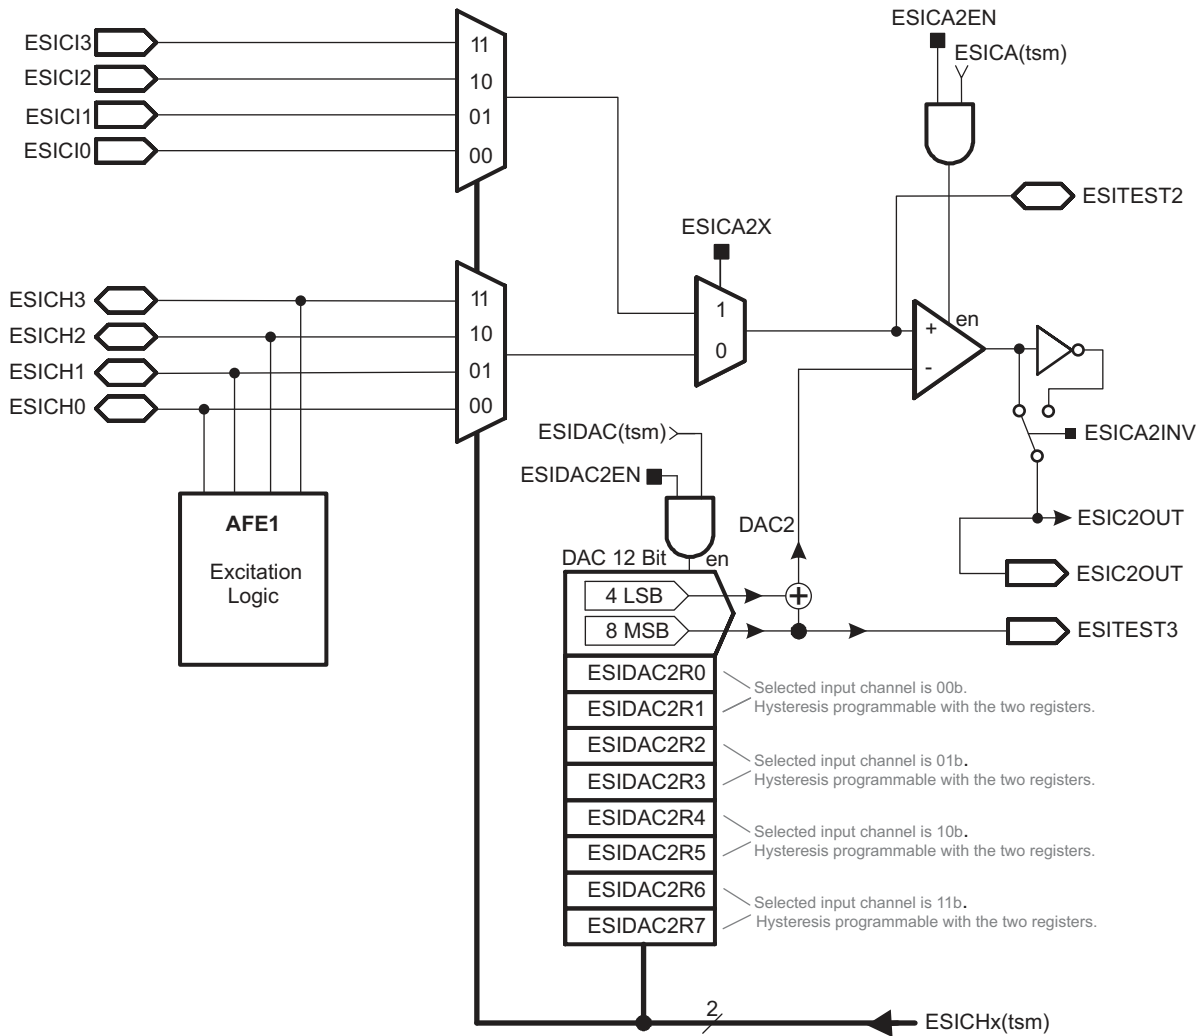 ESICA2EN
ESICA(tsm)
ESICI3
ESICI2
ESICI1
ESICI0
11
10
01
00
ESITEST2
ESICA2X
ESICH3
ESICH2
ESICH1
ESICH0
11
10
01
00
1
0
+
-
en
ESICA2INV
ESIDAC(tsm)
ESIDAC2EN
AFE1
Excitation
Logic
DAC2
ESIC2OUT
ESIC2OUT
DAC 12 Bit
en
4 LSB
+
8 MSB
ESITEST3
ESIDAC2R0
Selected input channel is 00b.
ESIDAC2R1
Hysteresis programmable with the two registers.
ESIDAC2R2
Selected input channel is 01b.
ESIDAC2R3
Hysteresis programmable with the two registers.
ESIDAC2R4
Selected input channel is 10b.
ESIDAC2R5
Hysteresis programmable with the two registers.
ESIDAC2R6
Selected input channel is 11b.
ESIDAC2R7
Hysteresis programmable with the two registers.
2
ESICHx(tsm)